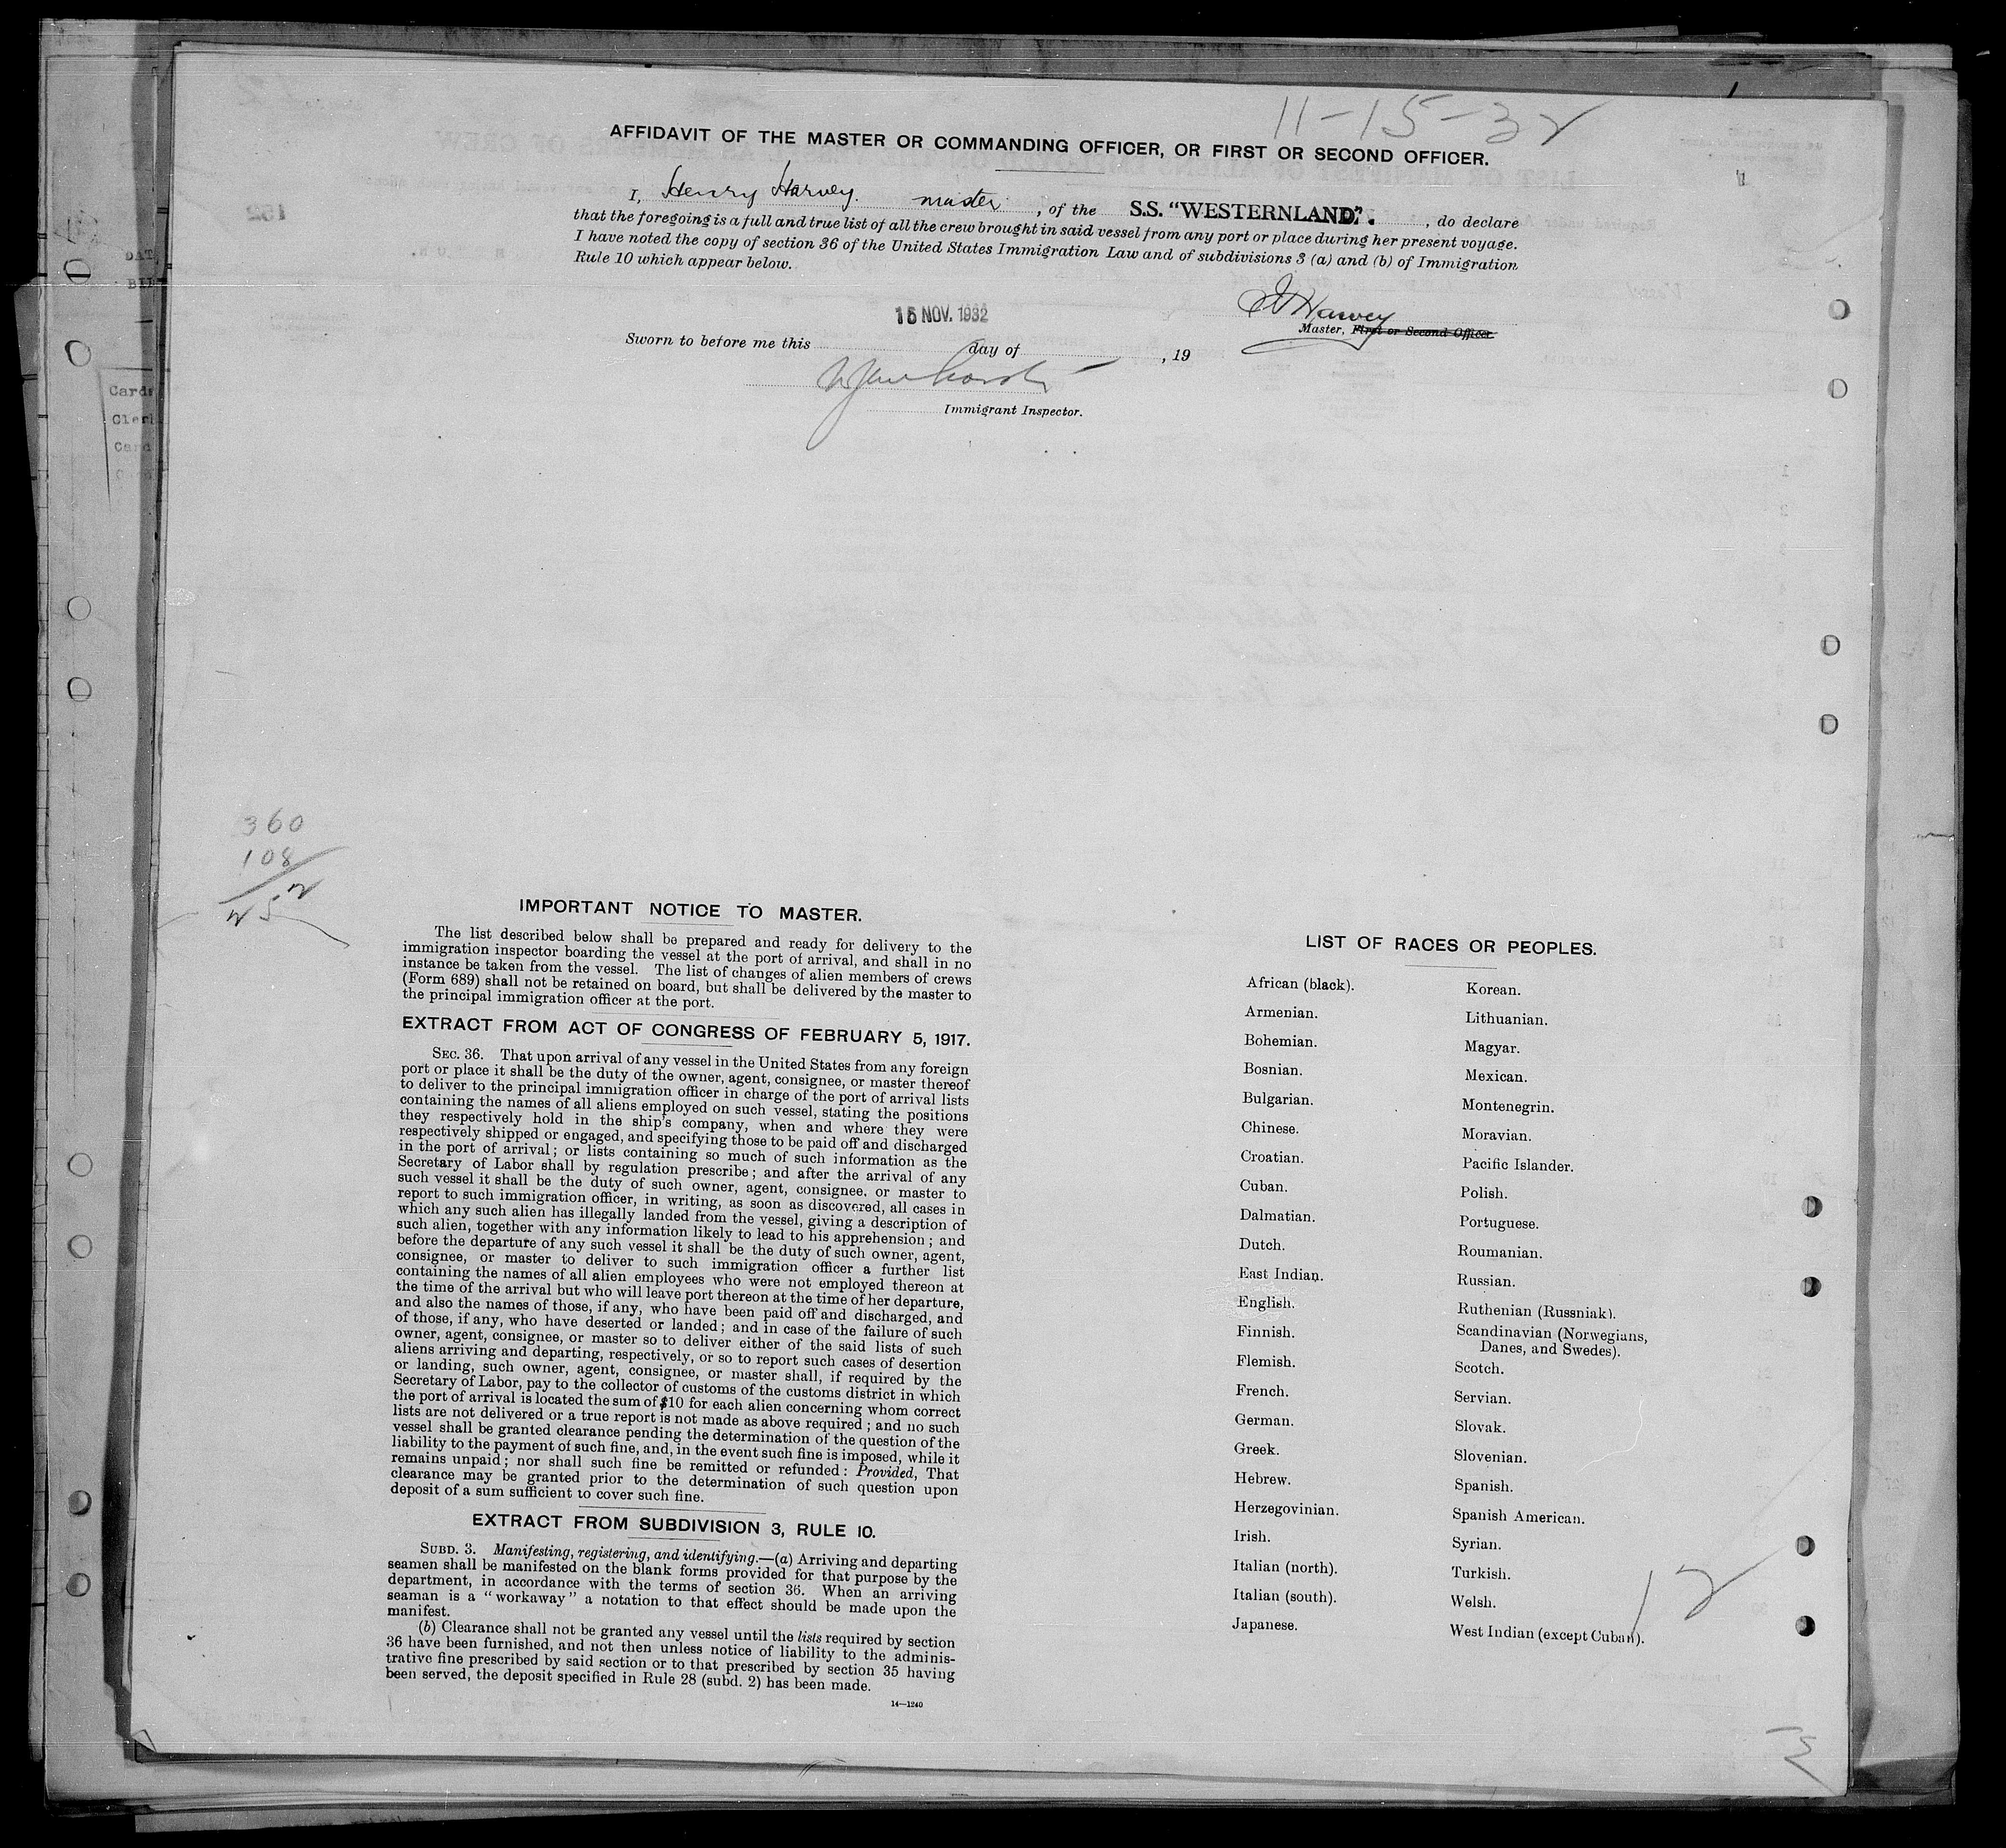 11-15-32
AFFIDAVIT OF THE MASTER OR COMMANDING OFFICER, OR FIRST OR SECOND OFFICER.
I, Henry Harvey. master, of the S.S. "WESTERNLAND"., do declare
that the foregoing is a full and true list of all the crew brought in said vessel from any port or place during her present voyage.
I have noted the copy of section 36 of the United States Immigration Law and of subdivisions 3 (a) and (b) of Immigration
Rule 10 which appear below.
15 NOV. 1932
Harvey
Master, First or Second Officer.
Sworn to before me this day of , 19
Immigrant Inspector.
360
108
252
IMPORTANT NOTICE TO MASTER.
The list described below shall be prepared and ready for delivery to the
immigration inspector boarding the vessel at the port of arrival, and shall in no
instance be taken from the vessel. The list of changes of alien members of crews
(Form 689) shall not be retained on board, but shall be delivered by the master to
the principal immigration officer at the port.
EXTRACT FROM ACT OF CONGRESS OF FEBRUARY 5, 1917.
SEC. 36. That upon arrival of any vessel in the United States from any foreign
port or place it shall be the duty of the owner, agent, consignee, or master thereof
to deliver to the principal immigration officer in charge of the port of arrival lists
containing the names of all aliens employed on such vessel, stating the positions
they respectively hold in the ship's company, when and where they were
respectively shipped or engaged, and specifying those to be paid off and discharged
in the port of arrival; or lists containing so much of such information as the
Secretary of Labor shall by regulation prescribe; and after the arrival of any
such vessel it shall be the duty of such owner, agent, consignee, or master to
report to such immigration officer, in writing, as soon as discovered, all cases in
which any such alien has illegally landed from the vessel, giving a description of
such alien, together with any information likely to lead to his apprehension; and
before the departure of any such vessel it shall be the duty of such owner, agent,
consignee, or master to deliver to such immigration officer a further list
containing the names of all alien employees who were not employed thereon at
the time of the arrival but who will leave port thereon at the time of her departure,
and also the names of those, if any, who have been paid off and discharged, and
of those, if any, who have deserted or landed; and in case of the failure of such
owner, agent, consignee, or master so to deliver either of the said lists of such
aliens arriving and departing, respectively, or so to report such cases of desertion
or landing, such owner, agent, consignee, or master shall, if required by the
Secretary of Labor, pay to the collector of customs of the customs district in which
the port of arrival is located the sum of $10 for each alien concerning whom correct
lists are not delivered or a true report is not made as above required; and no such
vessel shall be granted clearance pending the determination of the question of the
liability to the payment of such fine, and, in the event such fine is imposed, while it
remains unpaid; nor shall such fine be remitted or refunded: Provided, That
clearance may be granted prior to the determination of such question upon
deposit of a sum sufficient to cover such fine.
EXTRACT FROM SUBDIVISION 3, RULE 10.
SUBD. 3. Manifesting, registering, and identifying.—(a) Arriving and departing
seamen shall be manifested on the blank forms provided for that purpose by the
department, in accordance with the terms of section 36. When an arriving
seaman is a "workaway" a notation to that effect should be made upon the
manifest.
(b) Clearance shall not be granted any vessel until the lists required by section
36 have been furnished, and not then unless notice of liability to the adminis-
trative fine prescribed by said section or to that prescribed by section 35 having
been served, the deposit specified in Rule 28 (subd. 2) has been made.
14—1240
LIST OF RACES OR PEOPLES.
African (black).
Armenian.
Bohemian.
Bosnian.
Bulgarian.
Chinese.
Croatian.
Cuban.
Dalmatian.
Dutch.
East Indian.
English.
Finnish.
Flemish.
French.
German.
Greek.
Hebrew.
Herzegovinian.
Irish.
Italian (north).
Italian (south).
Japanese.
Korean.
Lithuanian.
Magyar.
Mexican.
Montenegrin.
Moravian.
Pacific Islander.
Polish.
Portuguese.
Roumanian.
Russian.
Ruthenian (Russniak).
Scandinavian (Norwegians,
Danes, and Swedes).
Scotch.
Servian.
Slovak.
Slovenian.
Spanish.
Spanish American.
Syrian.
Turkish.
Welsh.
West Indian (except Cuban).
12